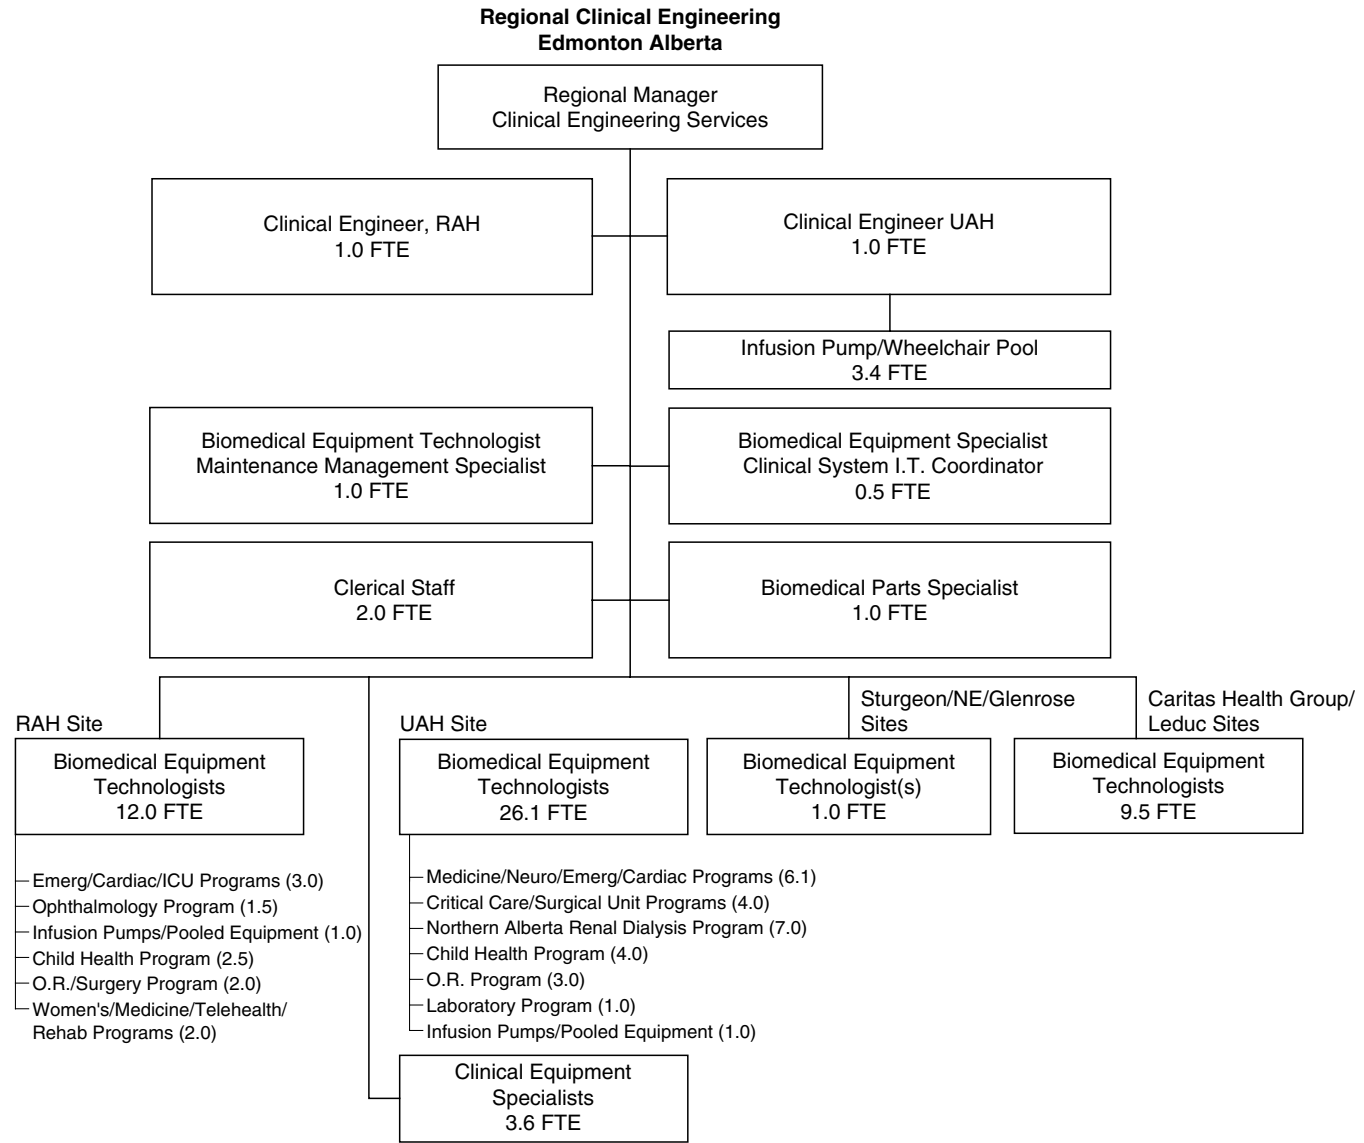 Regional Clinical Engineering
Edmonton Alberta
Regional Manager
Clinical Engineering Services
Clinical Engineer, RAH
1.0 FTE
Clinical Engineer UAH
1.0 FTE
Infusion Pump/Wheelchair Pool
3.4 FTE
Biomedical Equipment Technologist
Maintenance Management Specialist
1.0 FTE
Biomedical Equipment Specialist
Clinical System I.T. Coordinator
0.5 FTE
Clerical Staff
2.0 FTE
Biomedical Parts Specialist
1.0 FTE
RAH Site
Biomedical Equipment
Technologists
12.0 FTE
Emerg/Cardiac/ICU Programs (3.0)
Ophthalmology Program (1.5)
Infusion Pumps/Pooled Equipment (1.0)
Child Health Program (2.5)
O.R./Surgery Program (2.0)
Women's/Medicine/Telehealth/
Rehab Programs (2.0)
UAH Site
Biomedical Equipment
Technologists
26.1 FTE
Medicine/Neuro/Emerg/Cardiac Programs (6.1)
Critical Care/Surgical Unit Programs (4.0)
Northern Alberta Renal Dialysis Program (7.0)
Child Health Program (4.0)
O.R. Program (3.0)
Laboratory Program (1.0)
Infusion Pumps/Pooled Equipment (1.0)
Clinical Equipment
Specialists
3.6 FTE
Sturgeon/NE/Glenrose
Sites
Biomedical Equipment
Technologist(s)
1.0 FTE
Caritas Health Group/
Leduc Sites
Biomedical Equipment
Technologists
9.5 FTE